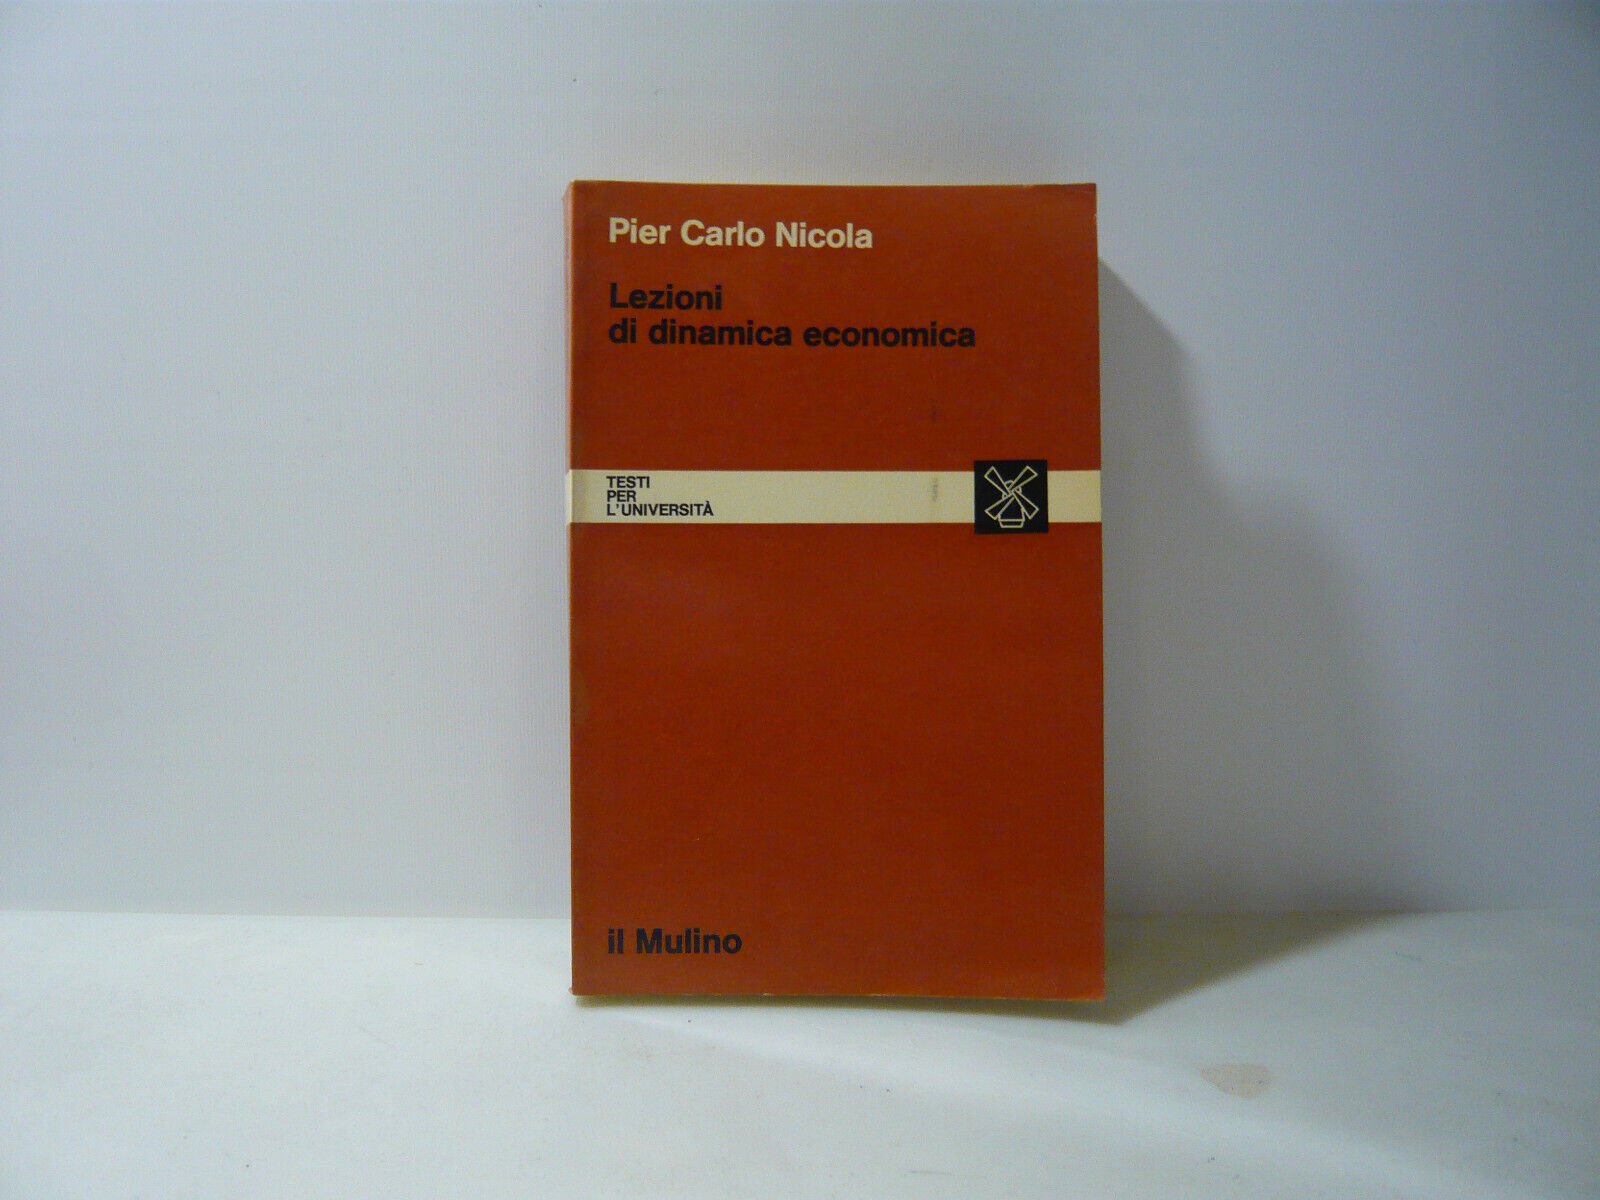 Pier Carlo Nicola
Lezioni
di dinamica economica
TESTI
PER
L'UNIVERSITÀ
il Mulino